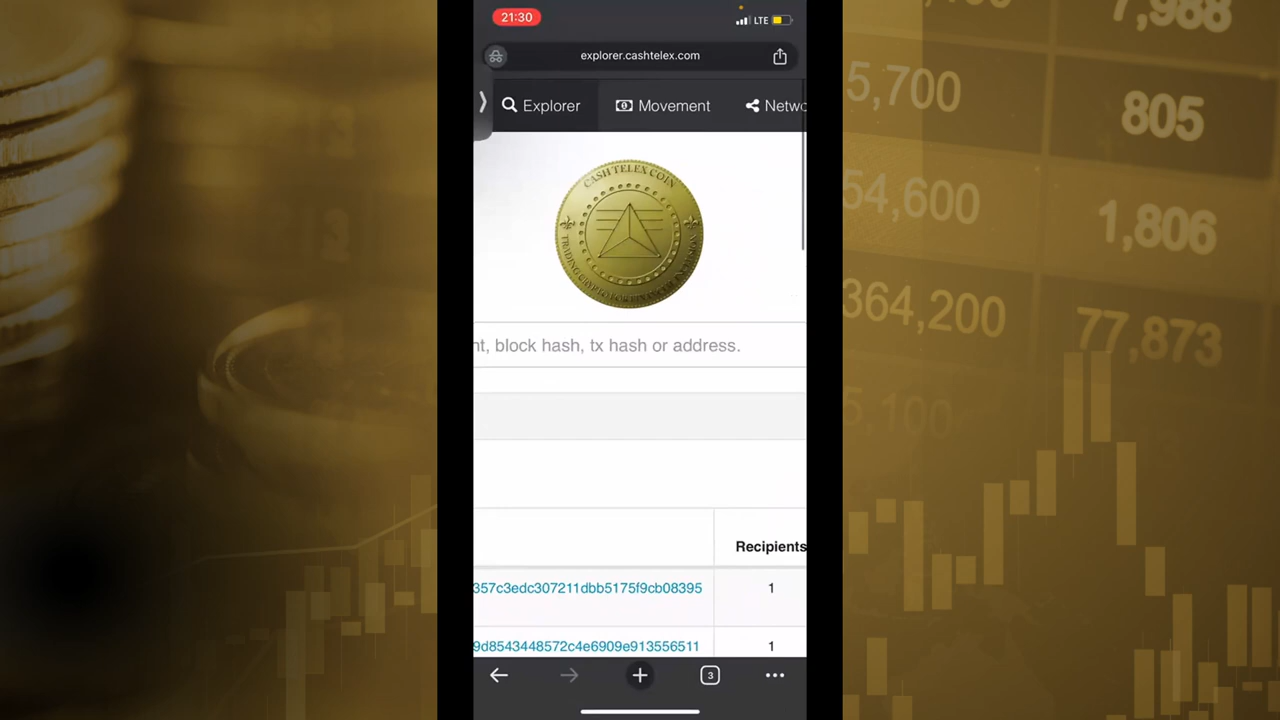 21:30
LTE
explorer.cashtelex.com
Explorer
Movement
Netwo
CASH TELEX COIN
nt, block hash, tx hash or address.
Recipients
357c3edc307211dbb5175f9cb08395
1
9d8543448572c4e6909e913556511
1
3
7,988
5,700
805
54,600
1,806
364,200
77,873
5,100